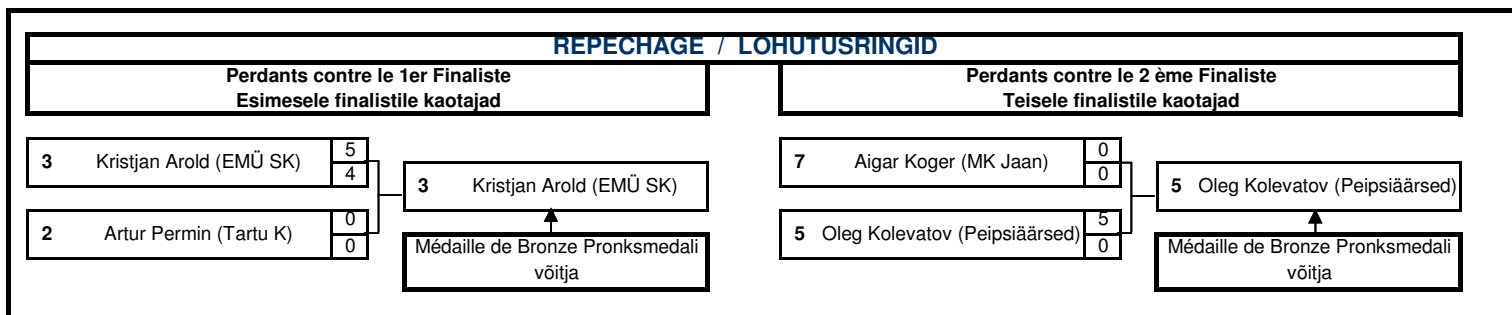 REPECHAGE / LOHUTUSRINGID
Perdants contre le 1er Finaliste
Esimesele finalistile kaotajad
3 Kristjan Arold (EMÜ SK) 5
4
3 Kristjan Arold (EMÜ SK)
2 Artur Permin (Tartu K) 0
0
Médaille de Bronze Pronksmedali
võitja
Perdants contre le 2 ème Finaliste
Teisele finalistile kaotajad
7 Aigar Koger (MK Jaan) 0
0
5 Oleg Kolevatov (Peipsiäärsed)
5 Oleg Kolevatov (Peipsiäärsed) 5
0
Médaille de Bronze Pronksmedali
võitja